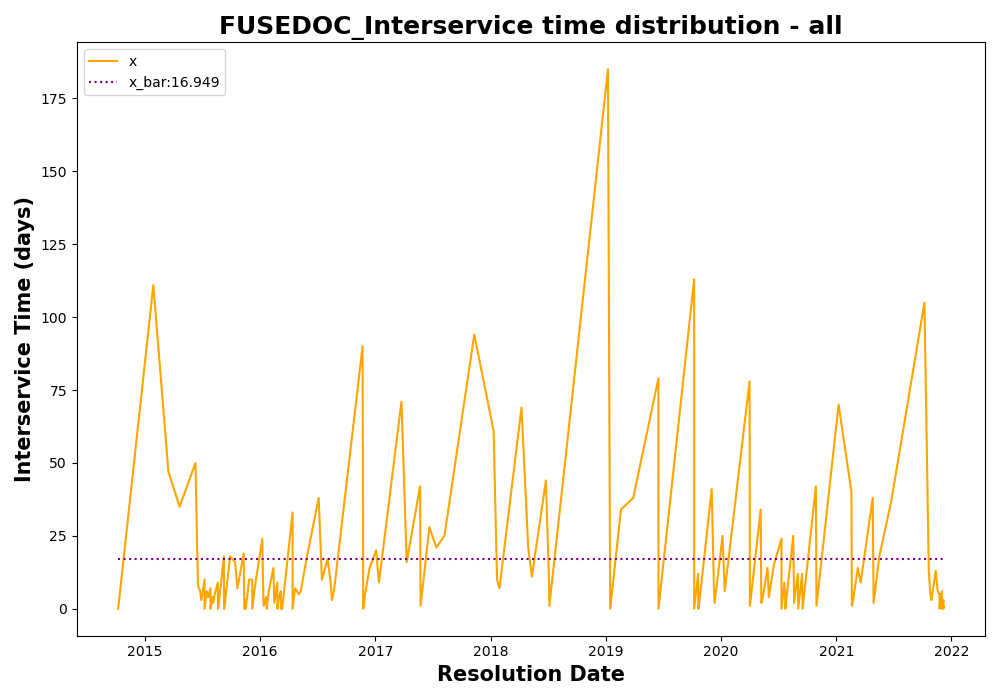 FUSEDOC_Interservice time distribution - all
x
x_bar:16.949
Interservice Time (days)
175
150
125
100
75
50
25
0
2015 2016 2017 2018 2019 2020 2021 2022
Resolution Date